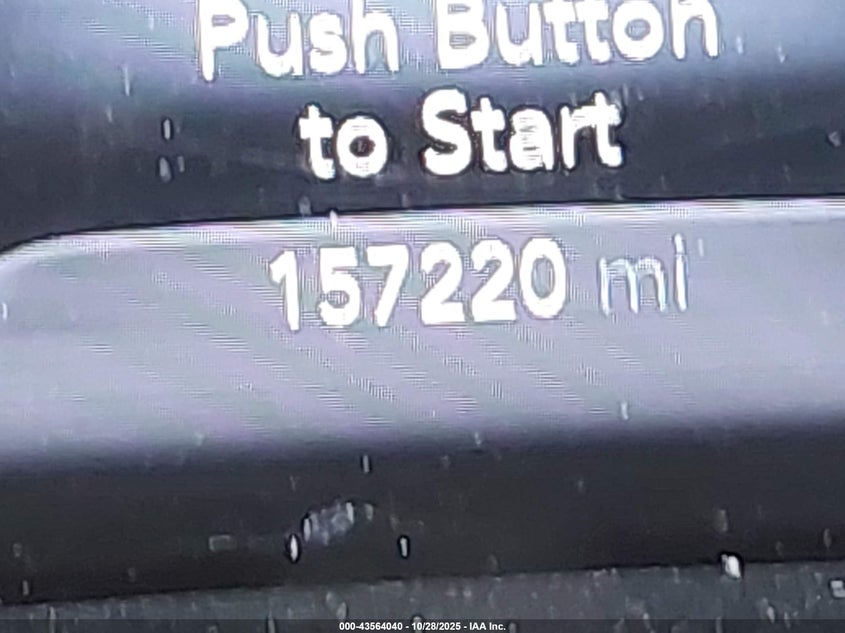 Push Button
to Start
157220 mi
000-43564040 - 10/28/2025 - IAA Inc.